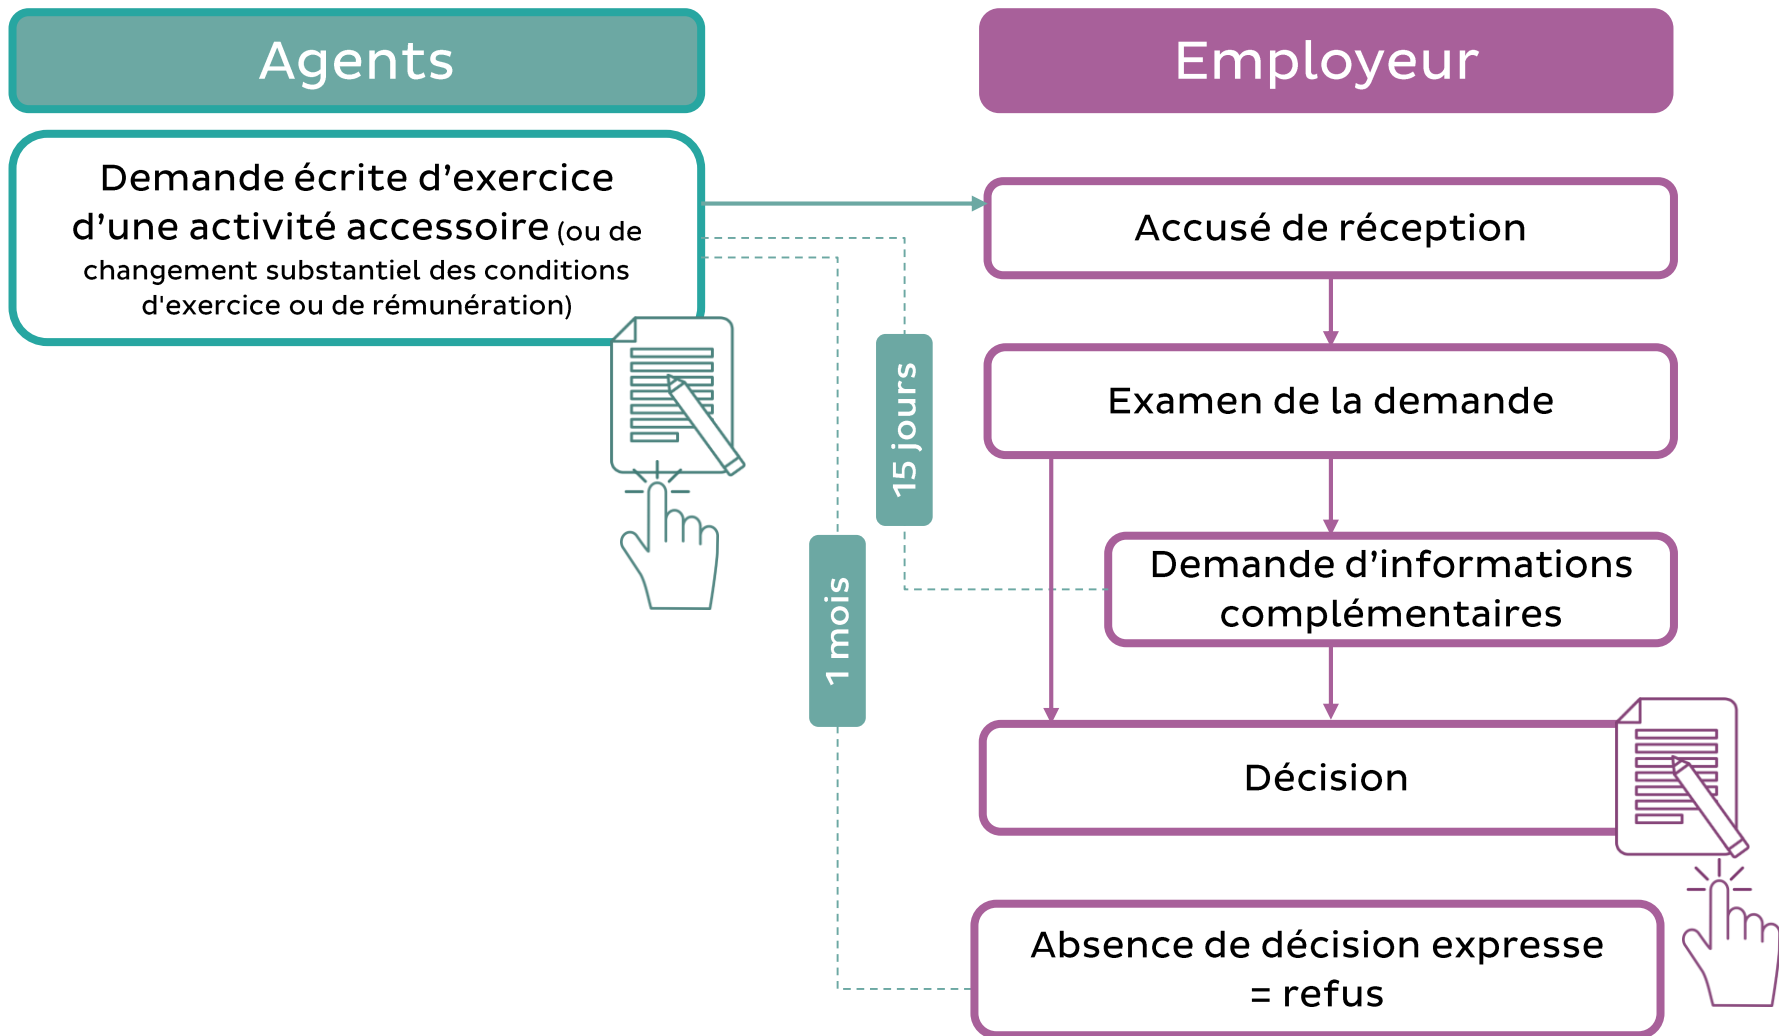 Agents
Employeur
Demande écrite d’exercice
d’une activité accessoire (ou de
changement substantiel des conditions
d'exercice ou de rémunération)
Accusé de réception
Examen de la demande
15 jours
Demande d’informations
complémentaires
1 mois
Décision
Absence de décision expresse
= refus